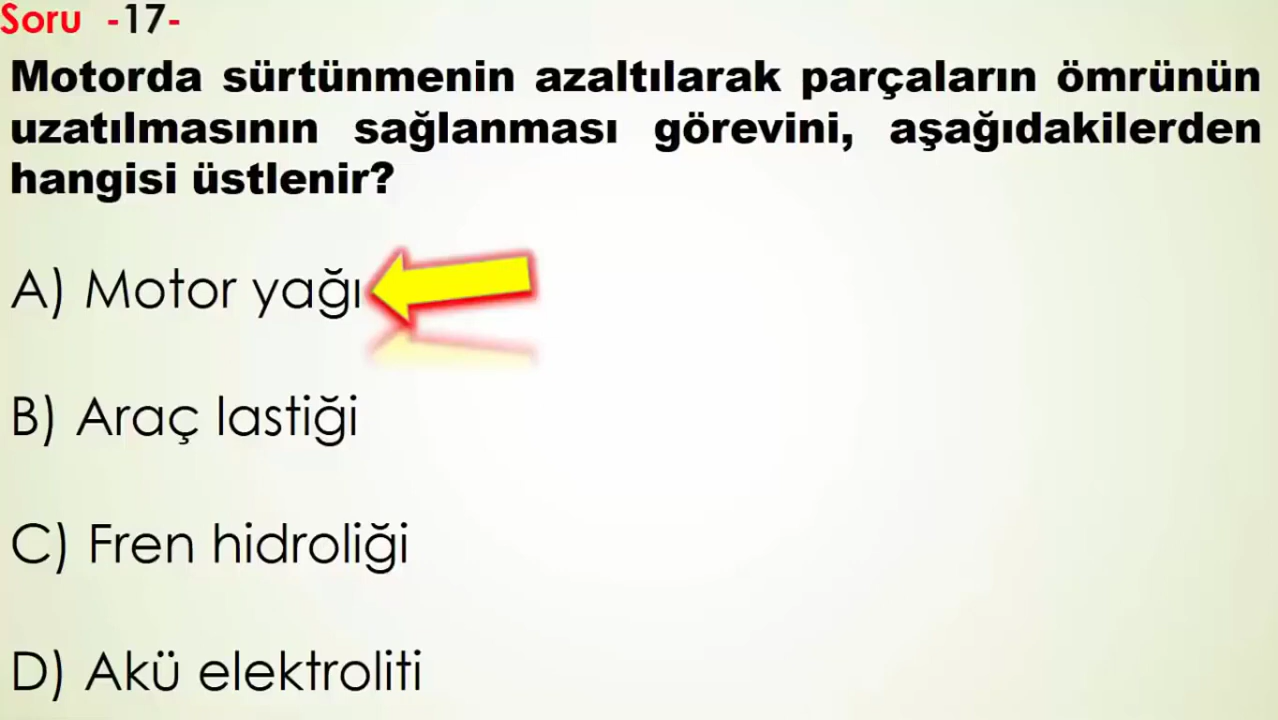 Soru -17-
Motorda sürtünmenin azaltılarak parçaların ömrünün
uzatılmasının sağlanması görevini, aşağıdakilerden
hangisi üstlenir?
A) Motor yağı
B) Araç lastiği
C) Fren hidroliği
D) Akü elektroliti